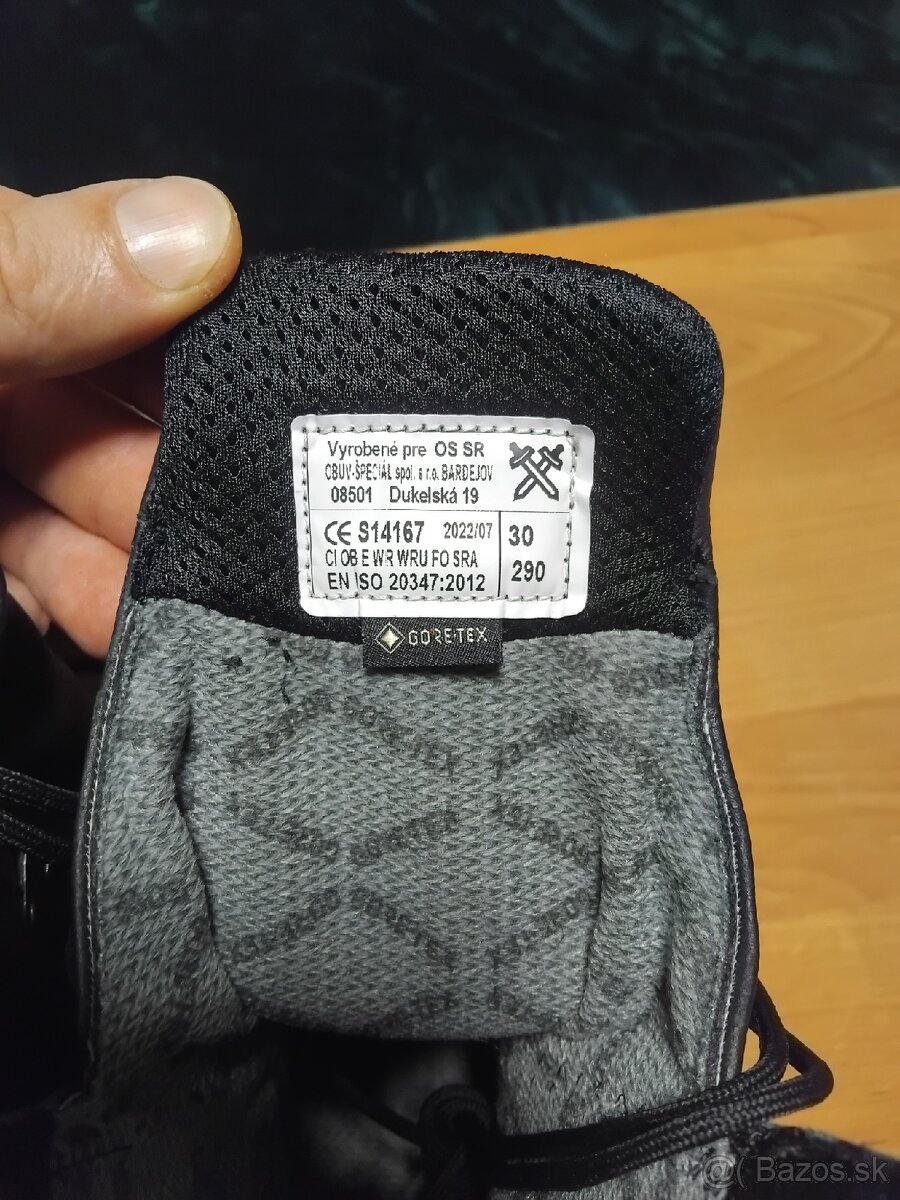 Vyrobené pre OS SR
OBUV-ŠPECIÁL spol. s r.o. BARDEJOV
08501 Dukelská 19
CE S14167 2022/07 30
CI OB E WR WRU FO SRA
EN ISO 20347:2012 290
GORE-TEX
@( Bazos.sk